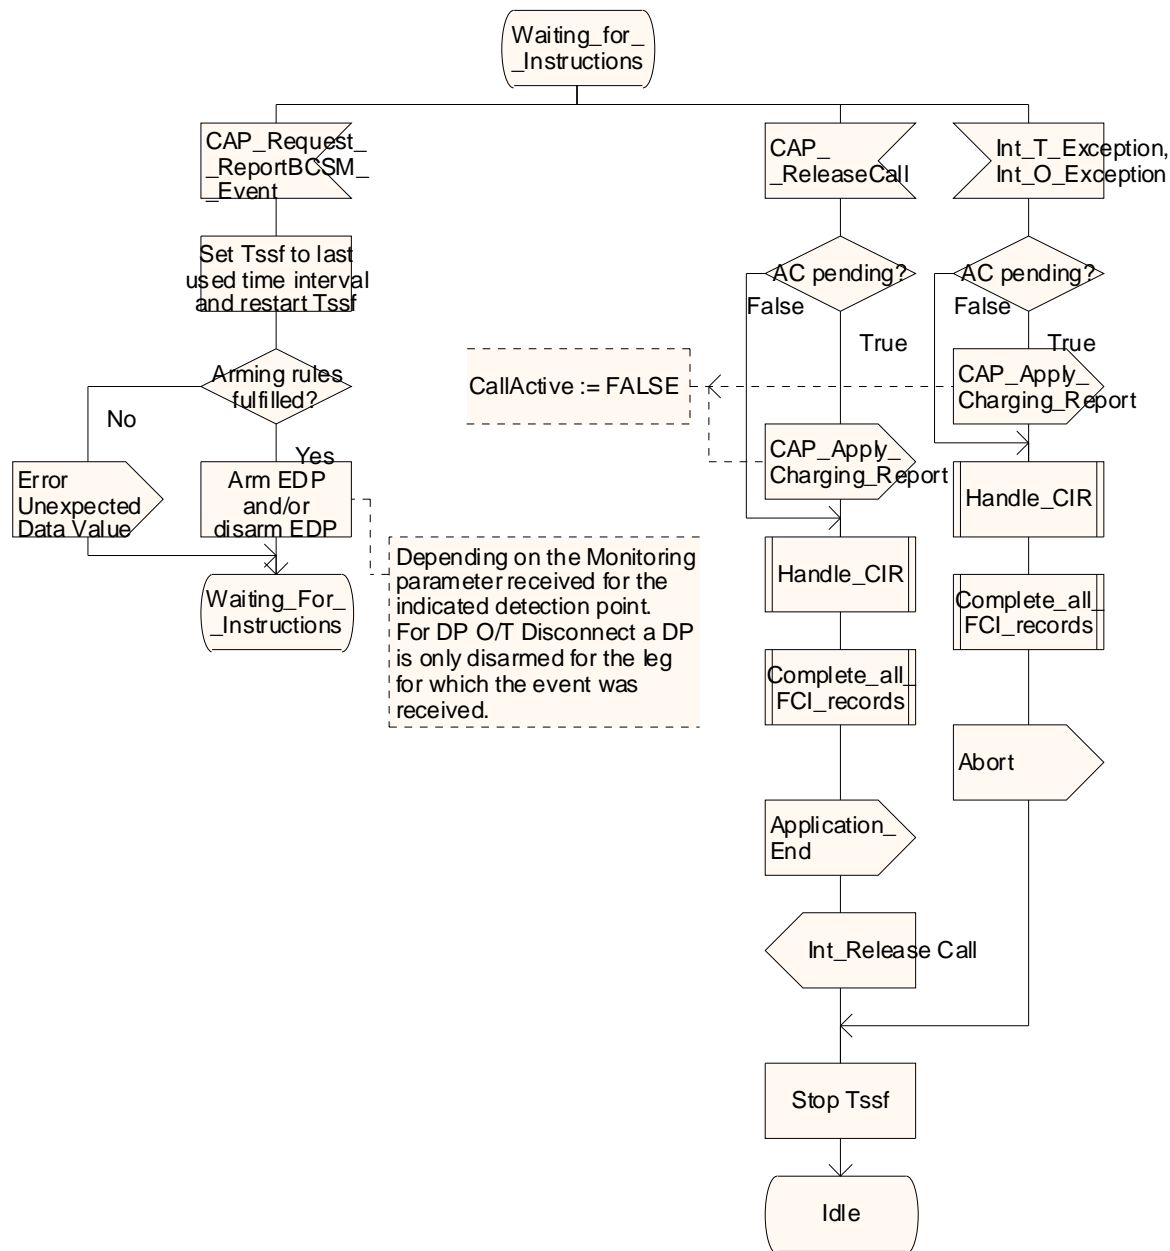 Waiting_for_
_Instructions
CAP_Request_
_ReportBCSM_
_Event
CAP_
_ReleaseCall
Int_T_Exception,
Int_O_Exception
Set Tssf to last
used time interval
and restart Tssf
AC pending?
False
True
AC pending?
False
True
Arming rules
fulfilled?
No
Yes
CallActive := FALSE
CAP_Apply_
Charging_Report
CAP_Apply_
Charging_Report
Error
Unexpected
Data Value
Arm EDP
and/or
disarm EDP
Handle_CIR
Depending on the Monitoring
parameter received for the
indicated detection point.
For DP O/T Disconnect a DP
is only disarmed for the leg
for which the event was
received.
Waiting_For_
_Instructions
Handle_CIR
Complete_all_
FCI_records
Complete_all_
FCI_records
Abort
Application_
End
Int_Release Call
Stop Tssf
Idle